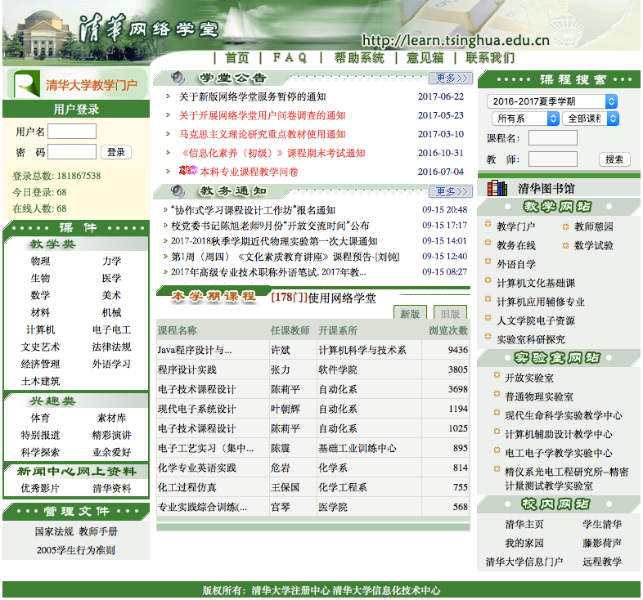 清华网络学堂
http://learn.tsinghua.edu.cn
| 首页 | FAQ | 帮助系统 | 意见箱 | 联系我们
清华大学教学门户
用户登录
用户名
密 码 登录
登录总数: 181867538
今日登录: 68
在线人数: 68
课 件
教学类
物理 力学
生物 医学
数学 美术
材料 机械
计算机 电子电工
文史艺术 法律法规
经济管理 外语学习
土木建筑
兴趣类
体育 素材库
特别报道 精彩演讲
科学探索 业余爱好
新闻中心网上资料
优秀影片 清华资料
管理文件
国家法规 教师手册
2005学生行为准则
学堂公告 更多>>
关于新版网络学堂服务暂停的通知 2017-06-22
关于开展网络学堂用户问卷调查的通知 2017-05-23
马克思主义理论研究重点教材使用通知 2017-03-10
《信息化素养（初级）》课程期末考试通知 2016-10-31
本科专业课程教学问卷 2016-07-04
教务通知 更多>>
>“协作式学习课程设计工作坊”报名通知 09-15 20:48
>校党委书记陈旭老师9月份“开放交流时间”公布 09-15 17:17
>2017-2018秋季学期近代物理实验第一次大课通知 09-15 14:01
>第1周（周四）《文化素质教育讲座》课程预告-[刘钝] 09-15 12:40
>2017年高级专业技术职称外语笔试, 2017年教... 09-15 08:27
本学期课程 [178门]使用网络学堂
新版 旧版
课程名称 任课教师 开课系所 浏览次数
Java程序设计与... 许斌 计算机科学与技术系 9436
程序设计实践 张力 软件学院 3805
电子技术课程设计 陈莉平 自动化系 3698
现代电子系统设计 叶朝辉 自动化系 1194
电子技术课程设计 陈莉平 自动化系 1025
电子工艺实习（集中... 陈震 基础工业训练中心 895
化学专业英语实践 危岩 化学系 814
化工过程仿真 王保国 化学工程系 755
专业实践综合训练(... 宫琴 医学院 568
课程搜索
2016-2017夏季学期
所有系 全部课程
课程名:
教 师: 搜索
清华图书馆
教学网站
教学门户 教师慈园
教务在线 数学试验
外语自学
计算机文化基础课
计算机应用辅修专业
人文学院电子资源
实验室科研探究
实验室网站
开放实验室
普通物理实验室
现代生命科学实验教学中心
计算机辅助设计教学中心
电工电子学教学实验中心
精仪系光电工程研究所-精密
计量测试教学实验室
校内网站
清华主页 学生清华
我的家园 藤影荷声
清华大学信息门户 远程教学
版权所有：清华大学注册中心 清华大学信息化技术中心